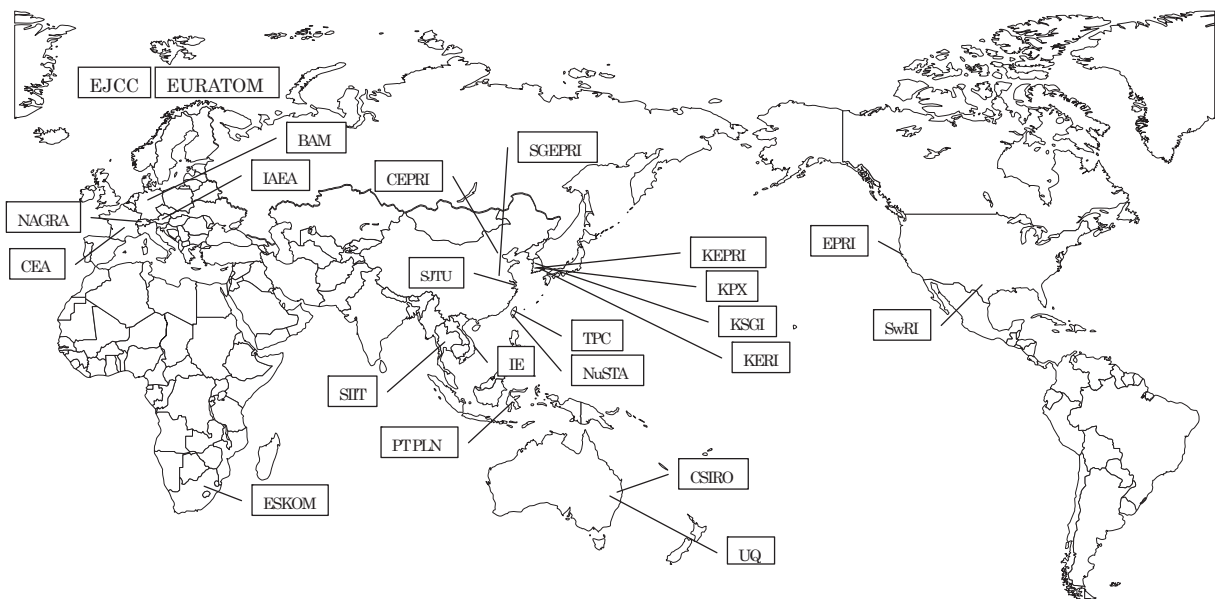 EJCC
EURATOM
BAM
SGEPRI
IAEA
CEPRI
NAGRA
CEA
KEPRI
EPRI
SJTU
KPX
KSGI
SwRI
TPC
KERI
IE
NuSTA
SIIT
PT PLN
CSIRO
ESKOM
UQ